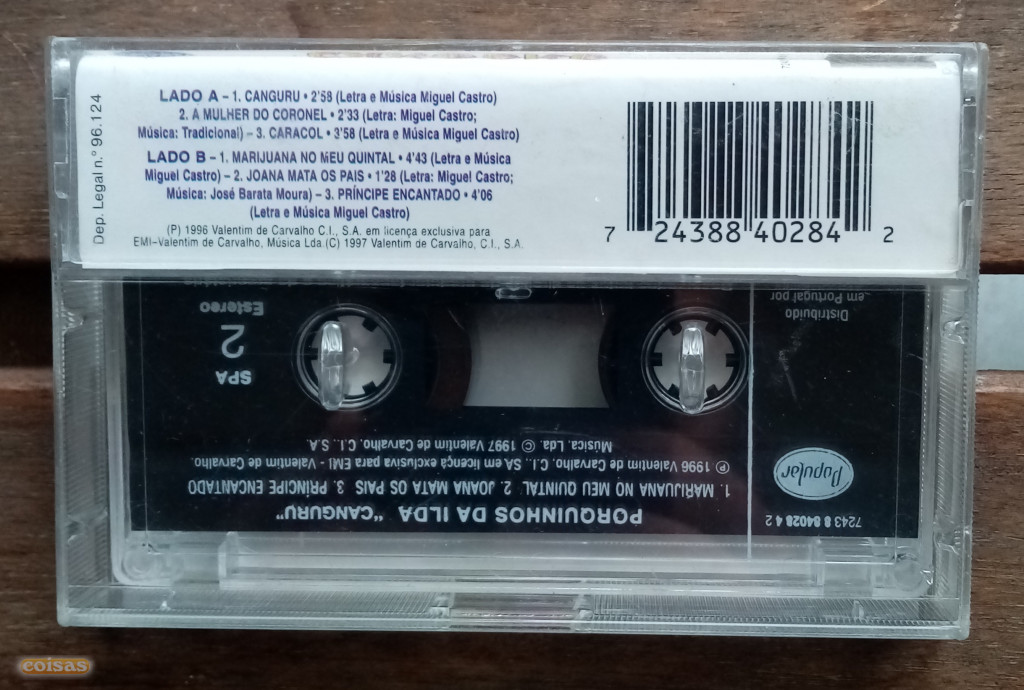 Dep. Legal n.° 96.124
LADO A – 1. CANGURU • 2'58 (Letra e Música Miguel Castro)
2. A MULHER DO CORONEL • 2'33 (Letra: Miguel Castro;
Música: Tradicional) – 3. CARACOL • 3'58 (Letra e Música Miguel Castro)
LADO B – 1. MARIJUANA NO MEU QUINTAL • 4'43 (Letra e Música
Miguel Castro) – 2. JOANA MATA OS PAIS • 1'28 (Letra: Miguel Castro;
Música: José Barata Moura) – 3. PRÍNCIPE ENCANTADO • 4'06
(Letra e Música Miguel Castro)
(P) 1996 Valentim de Carvalho C.I., S.A. em licença exclusiva para
EMI-Valentim de Carvalho, Música Lda (C) 1997 Valentim de Carvalho, C.I., S.A.
7 24388 40284 2
7243 8 84028 4 2
Popular
PORQUINHOS DA ILDA "CANGURU"
1. MARIJUANA NO MEU QUINTAL 2. JOANA MATA OS PAIS 3. PRÍNCIPE ENCANTADO
℗ 1996 Valentim de Carvalho, C.I., SA em licença exclusiva para EMI - Valentim de Carvalho,
Música, Lda. © 1997 Valentim de Carvalho, C.I., S.A.
SPA
2
Estereo
Distribuido
em Portugal por
coisas